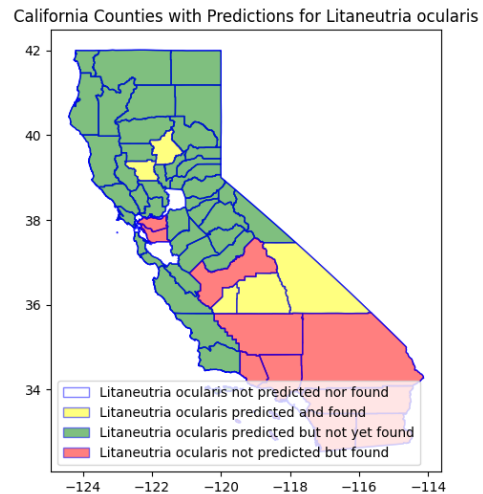 California Counties with Predictions for Litaneutria ocularis
42
40
38
36
34
Litaneutria ocularis not predicted nor found
Litaneutria ocularis predicted and found
Litaneutria ocularis predicted but not yet found
Litaneutria ocularis not predicted but found
−124 −122 −120 −118 −116 −114